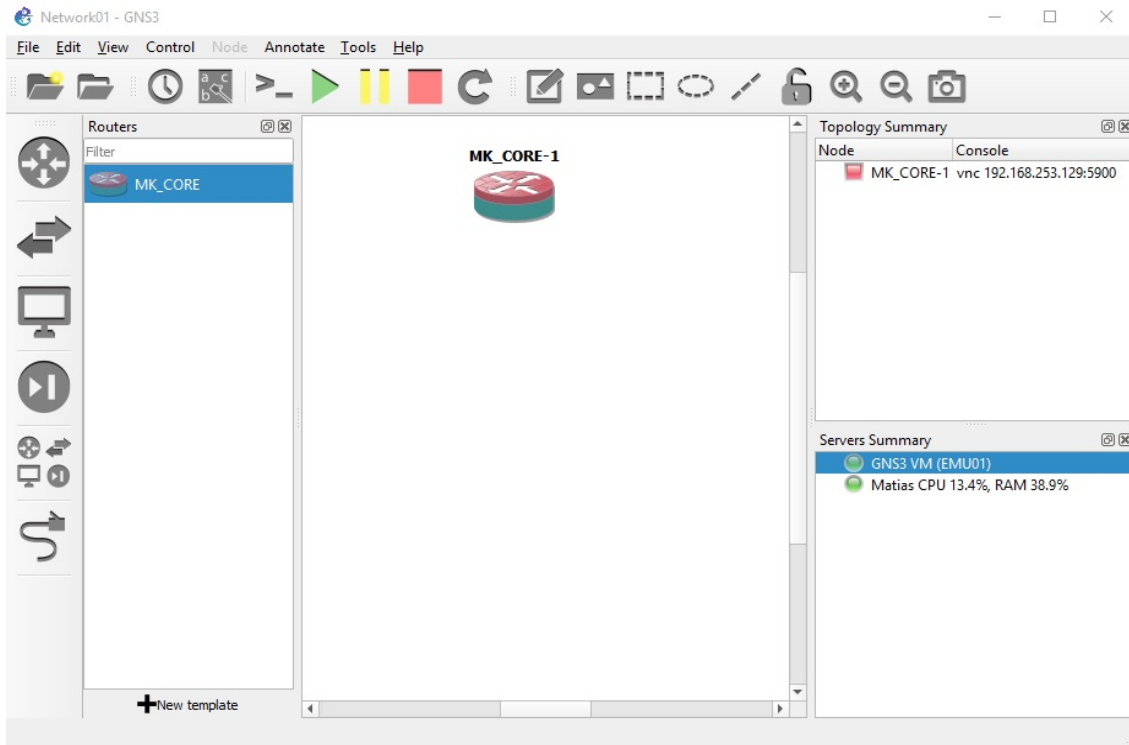 Network01 - GNS3
File Edit View Control Node Annotate Tools Help
a c
b
Routers
Filter
MK_CORE
New template
MK_CORE-1
Topology Summary
Node Console
MK_CORE-1 vnc 192.168.253.129:5900
Servers Summary
GNS3 VM (EMU01)
Matias CPU 13.4%, RAM 38.9%